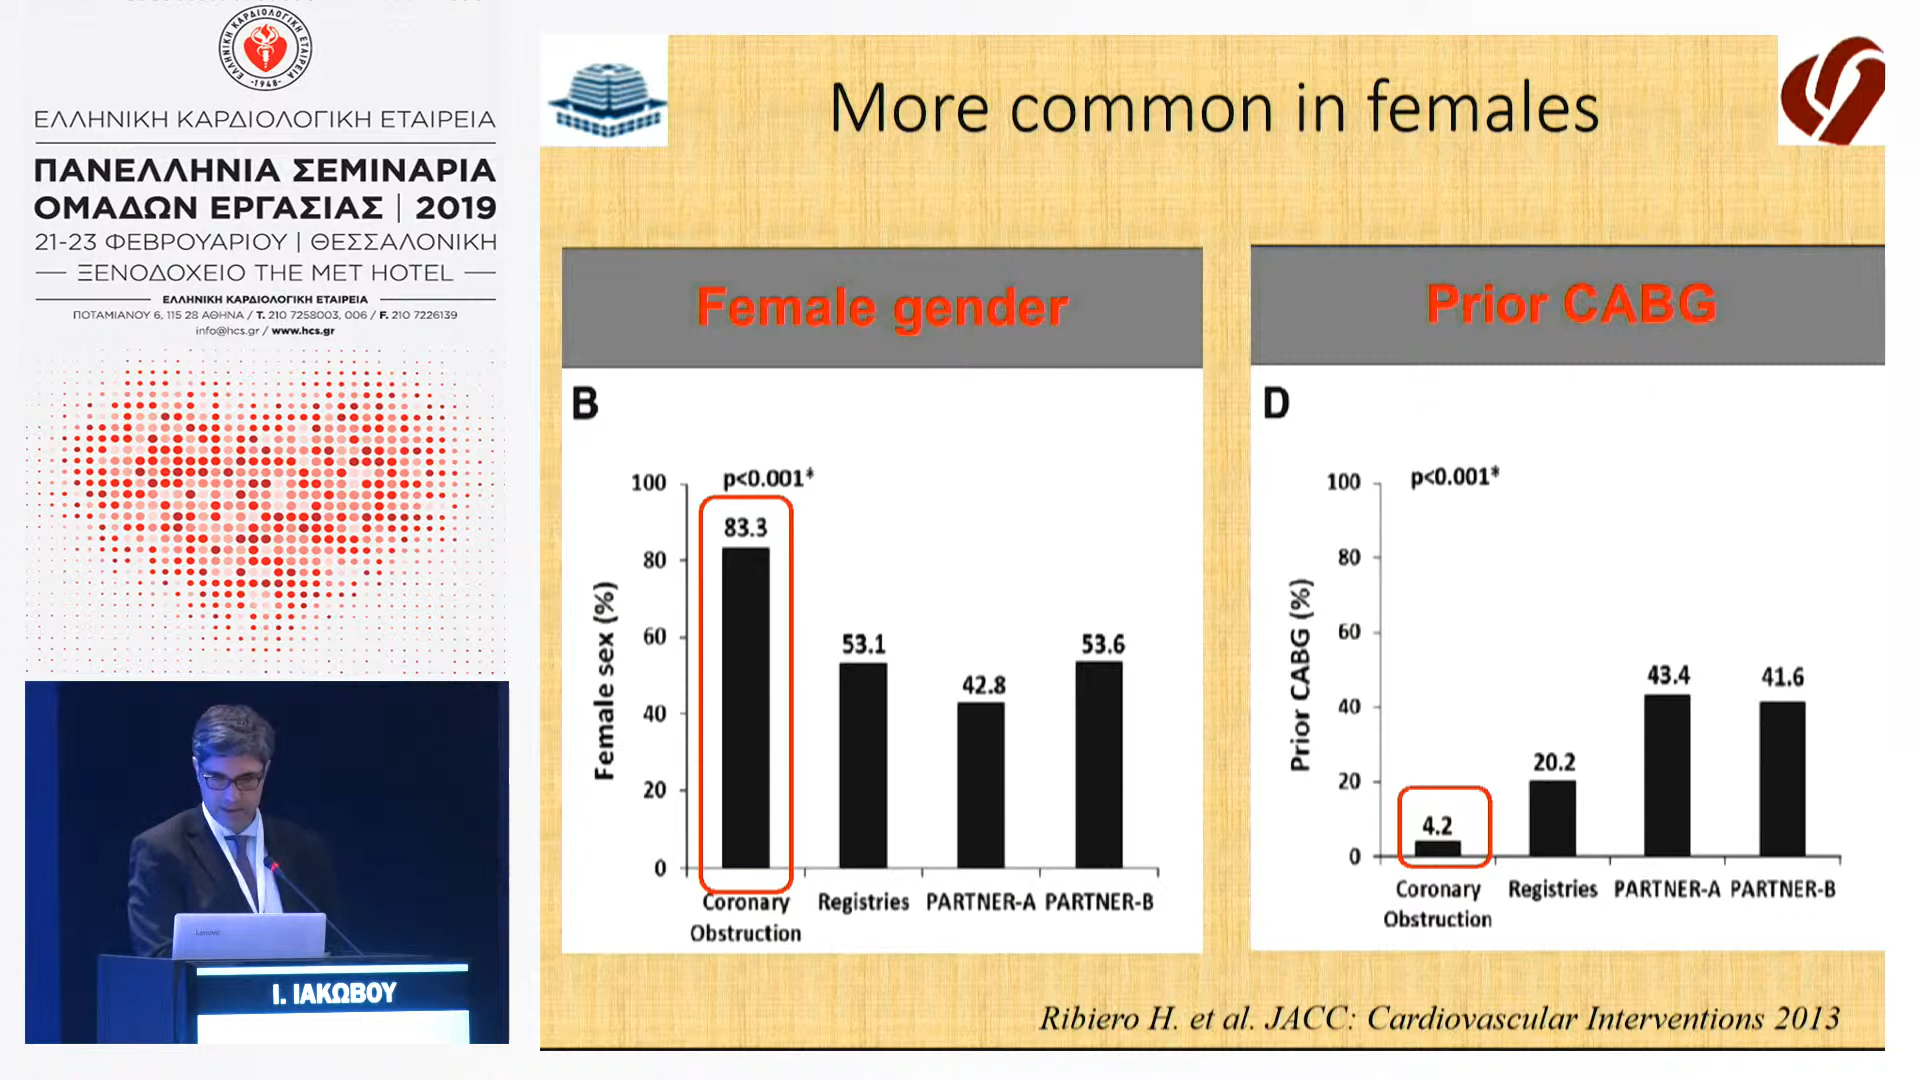 ΕΛΛΗΝΙΚΗ ΚΑΡΔΙΟΛΟΓΙΚΗ ΕΤΑΙΡΕΙΑ
-1948-
ΕΛΛΗΝΙΚΗ ΚΑΡΔΙΟΛΟΓΙΚΗ ΕΤΑΙΡΕΙΑ
ΠΑΝΕΛΛΗΝΙΑ ΣΕΜΙΝΑΡΙΑ
ΟΜΑΔΩΝ ΕΡΓΑΣΙΑΣ | 2019
21-23 ΦΕΒΡΟΥΑΡΙΟΥ | ΘΕΣΣΑΛΟΝΙΚΗ
ΞΕΝΟΔΟΧΕΙΟ THE MET HOTEL
ΕΛΛΗΝΙΚΗ ΚΑΡΔΙΟΛΟΓΙΚΗ ΕΤΑΙΡΕΙΑ
ΠΟΤΑΜΙΑΝΟΥ 6, 115 28 ΑΘΗΝΑ / Τ. 210 7258003, 006 / F. 210 7226139
info@hcs.gr / www.hcs.gr
Lenovo
Ι. ΙΑΚΩΒΟΥ
More common in females
Female gender
B
p<0.001*
100
80
60
40
20
0
Female sex (%)
83.3
53.1
42.8
53.6
Coronary Obstruction
Registries
PARTNER-A
PARTNER-B
Prior CABG
D
p<0.001*
100
80
60
40
20
0
Prior CABG (%)
4.2
20.2
43.4
41.6
Coronary Obstruction
Registries
PARTNER-A
PARTNER-B
Ribiero H. et al. JACC: Cardiovascular Interventions 2013